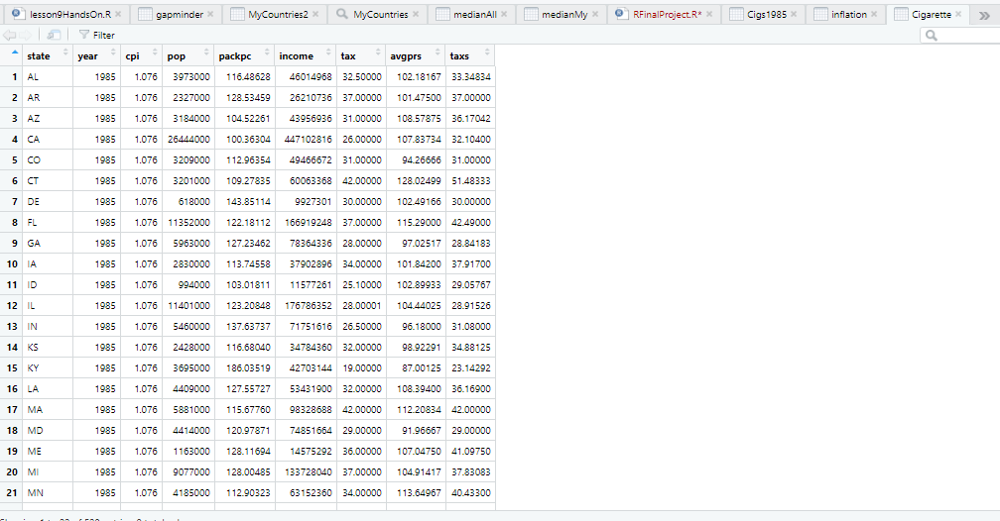 lesson9HandsOn.R × gapminder × MyCountries2 × MyCountries × medianAll × medianMy × RFinalProject.R* × Cigs1985 × inflation × Cigarette × »
Filter
state year cpi pop packpc income tax avgprs taxs
1 AL 1985 1.076 3973000 116.48628 46014968 32.50000 102.18167 33.34834
2 AR 1985 1.076 2327000 128.53459 26210736 37.00000 101.47500 37.00000
3 AZ 1985 1.076 3184000 104.52261 43956936 31.00000 108.57875 36.17042
4 CA 1985 1.076 26444000 100.36304 447102816 26.00000 107.83734 32.10400
5 CO 1985 1.076 3209000 112.96354 49466672 31.00000 94.26666 31.00000
6 CT 1985 1.076 3201000 109.27835 60063368 42.00000 128.02499 51.48333
7 DE 1985 1.076 618000 143.85114 9927301 30.00000 102.49166 30.00000
8 FL 1985 1.076 11352000 122.18112 166919248 37.00000 115.29000 42.49000
9 GA 1985 1.076 5963000 127.23462 78364336 28.00000 97.02517 28.84183
10 IA 1985 1.076 2830000 113.74558 37902896 34.00000 101.84200 37.91700
11 ID 1985 1.076 994000 103.01811 11577261 25.10000 102.89933 29.05767
12 IL 1985 1.076 11401000 123.20848 176786352 28.00001 104.44025 28.91526
13 IN 1985 1.076 5460000 137.63737 71751616 26.50000 96.18000 31.08000
14 KS 1985 1.076 2428000 116.68040 34784360 32.00000 98.92291 34.88125
15 KY 1985 1.076 3695000 186.03519 42703144 19.00000 87.00125 23.14292
16 LA 1985 1.076 4409000 127.55727 53431900 32.00000 108.39400 36.16900
17 MA 1985 1.076 5881000 115.67760 98328688 42.00000 112.20834 42.00000
18 MD 1985 1.076 4414000 120.97871 74851664 29.00000 91.96667 29.00000
19 ME 1985 1.076 1163000 128.11694 14575292 36.00000 107.04750 41.09750
20 MI 1985 1.076 9077000 128.00485 133728040 37.00000 104.91417 37.83083
21 MN 1985 1.076 4185000 112.90323 63152360 34.00000 113.64967 40.43300